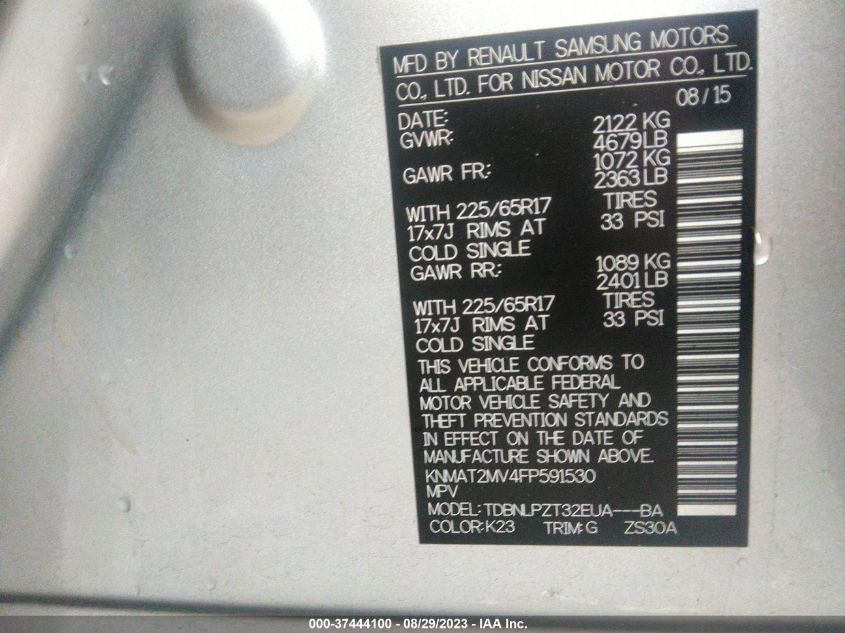 MFD BY RENAULT SAMSUNG MOTORS
CO., LTD. FOR NISSAN MOTOR CO., LTD.
DATE: 08/15
GVWR: 2122 KG
4679 LB
GAWR FR: 1072 KG
2363 LB
WITH 225/65R17 TIRES
17x7J RIMS AT 33 PSI
COLD SINGLE
GAWR RR: 1089 KG
2401 LB
WITH 225/65R17 TIRES
17x7J RIMS AT 33 PSI
COLD SINGLE
THIS VEHICLE CONFORMS TO
ALL APPLICABLE FEDERAL
MOTOR VEHICLE SAFETY AND
THEFT PREVENTION STANDARDS
IN EFFECT ON THE DATE OF
MANUFACTURE SHOWN ABOVE.
KNMAT2MV4FP591530
MPV
MODEL: TDBNLPZT32EUA---BA
COLOR: K23 TRIM: G ZS30A
000-37444100 - 08/29/2023 - IAA Inc.